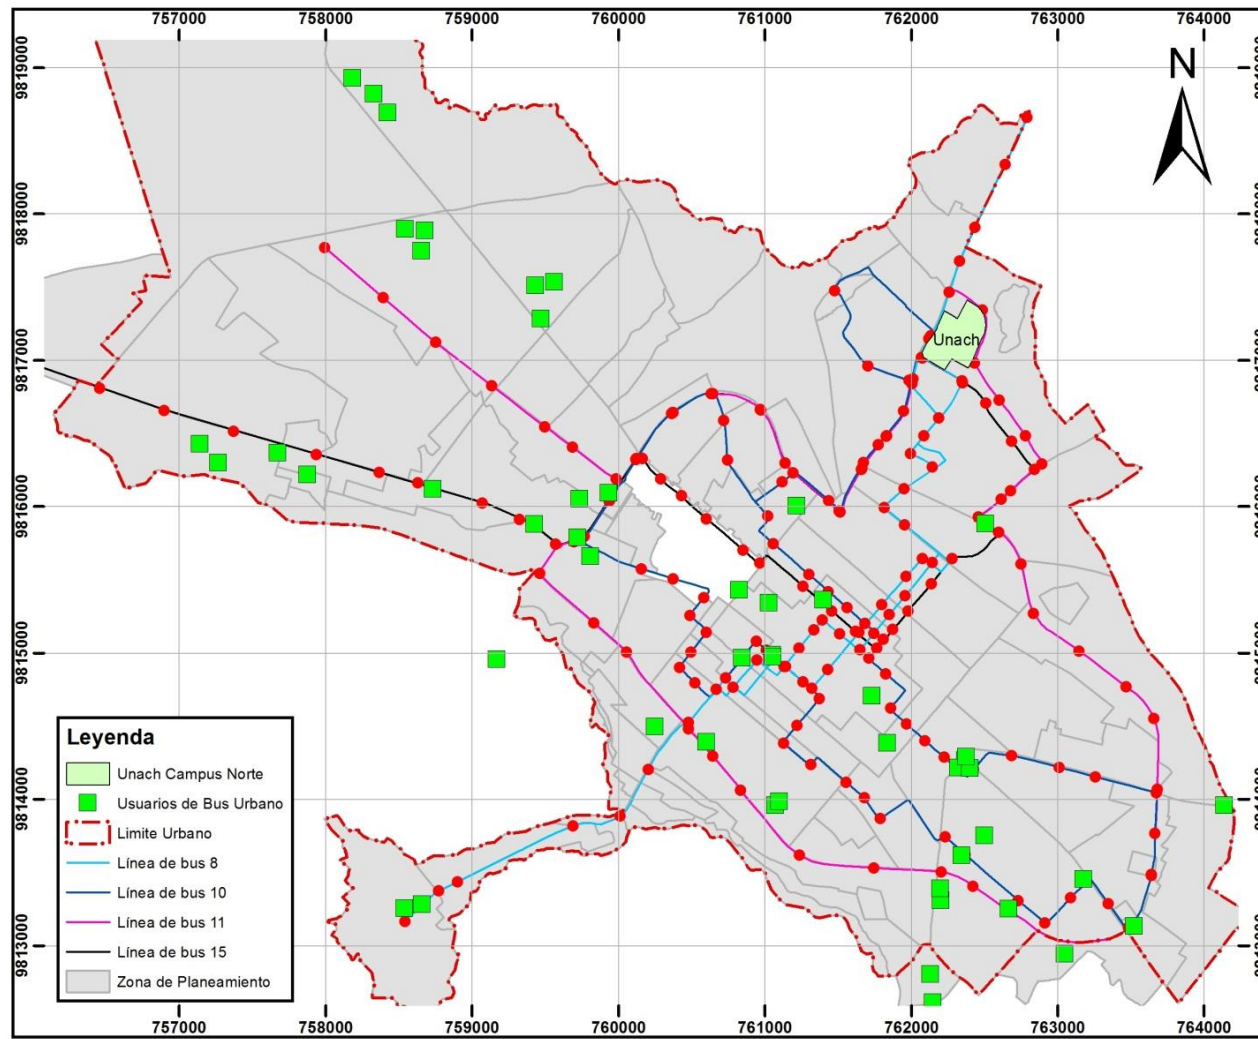 757000 758000 759000 760000 761000 762000 763000 764000
N
9819000
9818000
9817000
9816000
9815000
9814000
9813000
Unach
Leyenda
Unach Campus Norte
Usuarios de Bus Urbano
Limite Urbano
Línea de bus 8
Línea de bus 10
Línea de bus 11
Línea de bus 15
Zona de Planeamiento
757000 758000 759000 760000 761000 762000 763000 764000